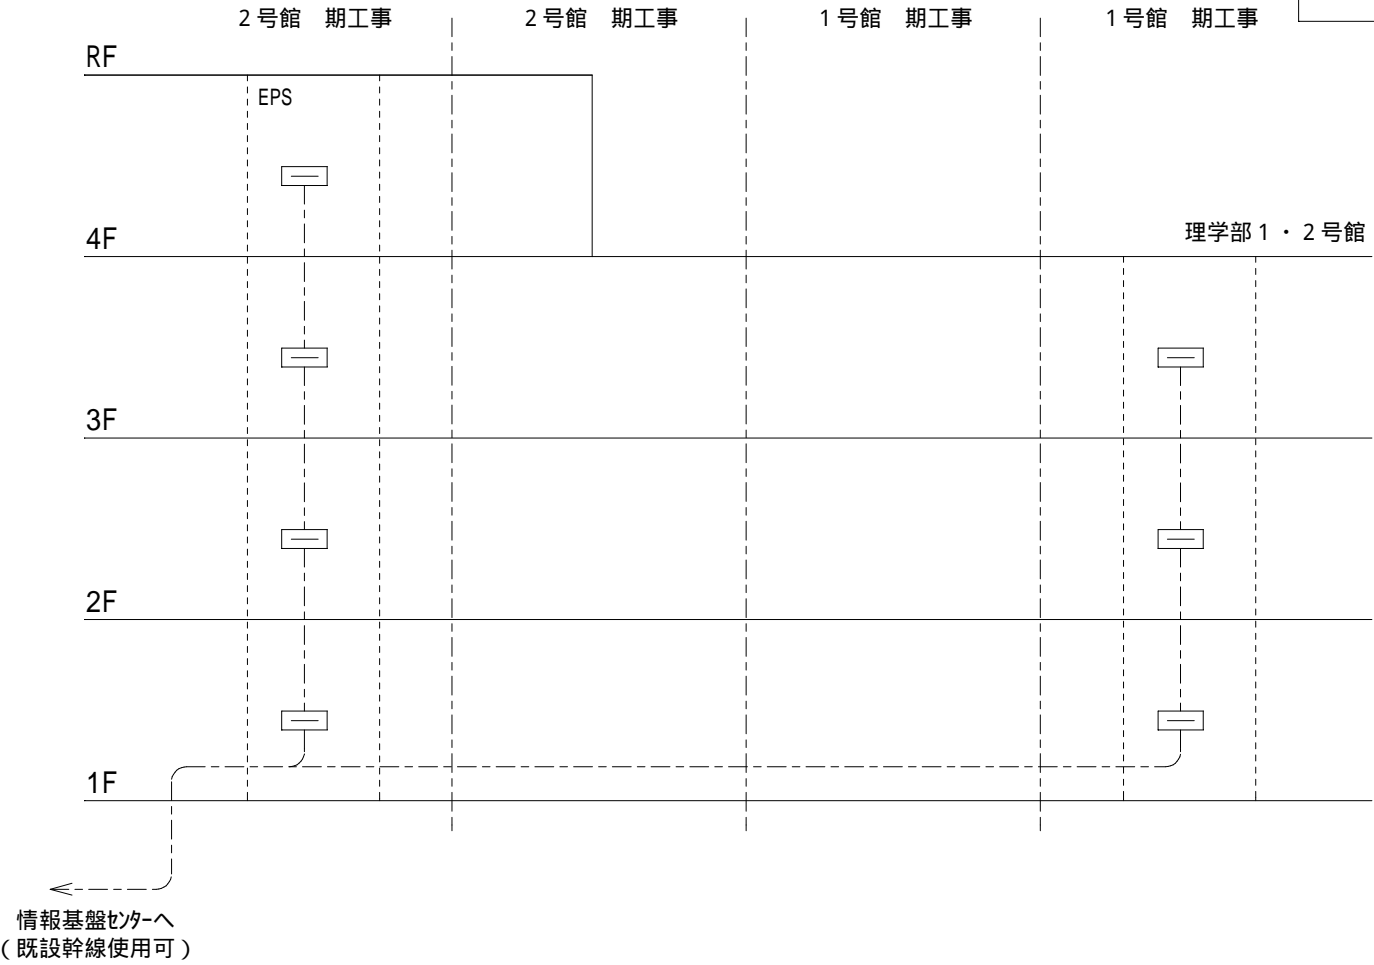 2号館　期工事
2号館　期工事
1号館　期工事
1号館　期工事
RF
EPS
4F
理学部1・2号館
3F
2F
1F
情報基盤ｾﾝﾀｰへ
(既設幹線使用可)